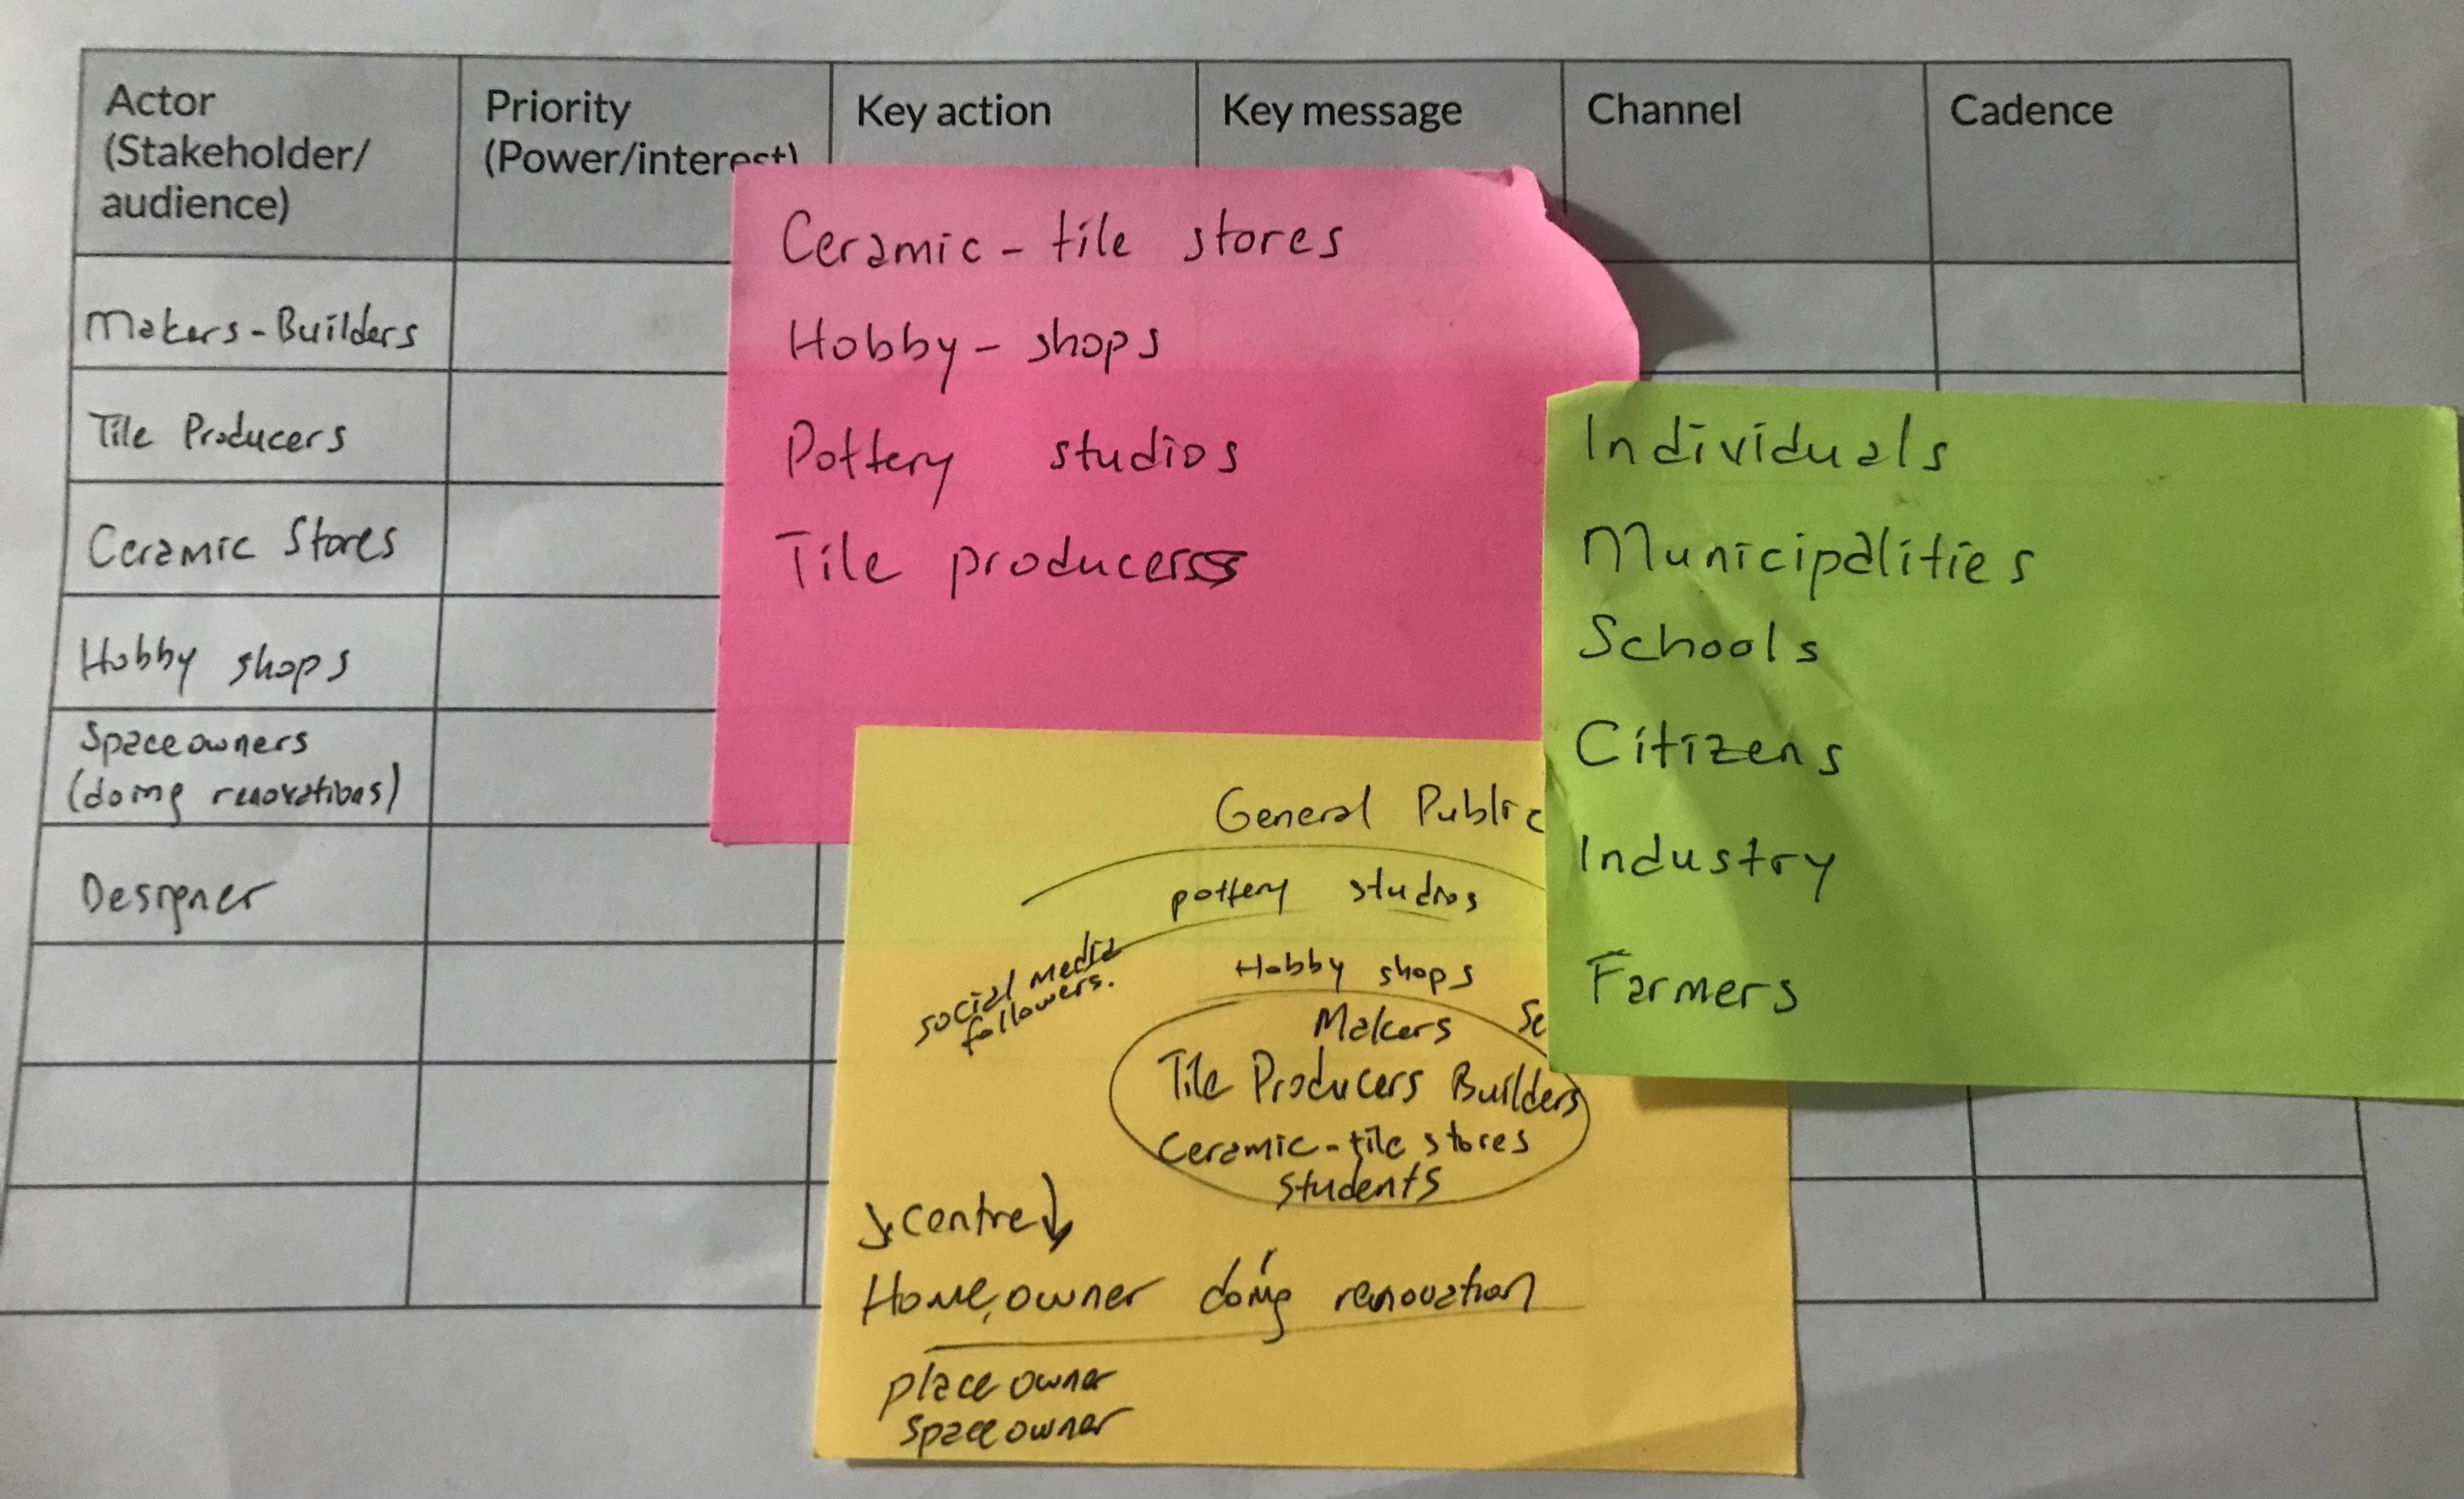 Actor
(Stakeholder/
audience)
Priority
(Power/interest)
Key action
Key message
Channel
Cadence
Makers-Builders
Tile Producers
Ceramic Stores
Hobby shops
Spaceowners
(doing renovations)
Designer
Ceramic-tile stores
Hobby-shops
Pottery studios
Tile producers
Individuals
Municipalities
Schools
Citizens
Industry
Farmers
General Public
pottery studios
social media
followers.
Hobby shops
Makers
Tile Producers Builders
Ceramic-tile stores
students
centre
Home owner doing renovation
place owner
Space owner